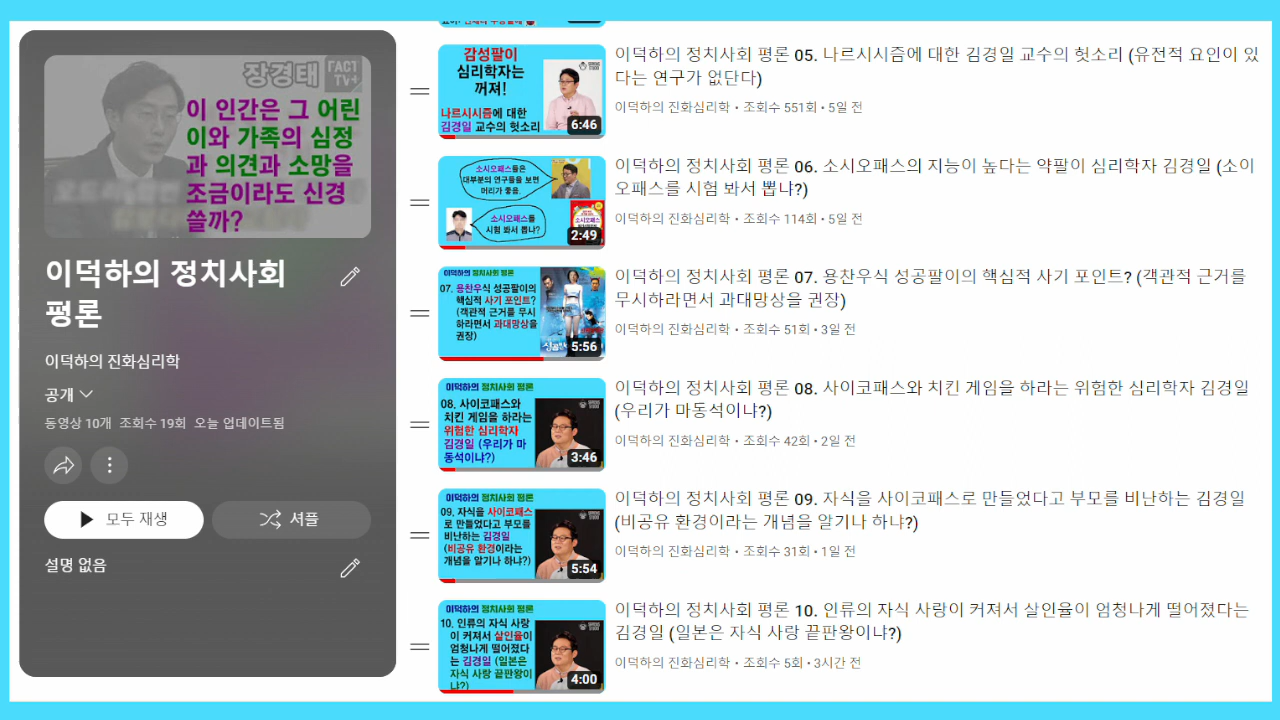 장경태
FACT
TV+
이 인간은 그 어린
이와 가족의 심정
과 의견과 소망을
조금이라도 신경
쓸까?
이덕하의 정치사회
평론
이덕하의 진화심리학
공개
동영상 10개 조회수 19회 오늘 업데이트됨
모두 재생
셔플
설명 없음
감성팔이
심리학자는
꺼져!
나르시시즘에 대한
김경일 교수의 헛소리
6:46
이덕하의 정치사회 평론 05. 나르시시즘에 대한 김경일 교수의 헛소리 (유전적 요인이 있
다는 연구가 없단다)
이덕하의 진화심리학 • 조회수 551회 • 5일 전
소시오패스들은
대부분의 연구들을 보면
머리가 좋음.
소시오패스를
시험 봐서 뽑나?
2:49
이덕하의 정치사회 평론 06. 소시오패스의 지능이 높다는 약팔이 심리학자 김경일 (소이
오패스를 시험 봐서 뽑냐?)
이덕하의 진화심리학 • 조회수 114회 • 5일 전
이덕하의 정치사회 평론
07. 용찬우식 성공팔이의
핵심적 사기 포인트?
(객관적 근거를 무시
하라면서 과대망상을
권장)
5:56
이덕하의 정치사회 평론 07. 용찬우식 성공팔이의 핵심적 사기 포인트? (객관적 근거를
무시하라면서 과대망상을 권장)
이덕하의 진화심리학 • 조회수 51회 • 3일 전
이덕하의 정치사회 평론
08. 사이코패스와
치킨 게임을 하라는
위험한 심리학자
김경일 (우리가 마
동석이냐?)
3:46
이덕하의 정치사회 평론 08. 사이코패스와 치킨 게임을 하라는 위험한 심리학자 김경일
(우리가 마동석이냐?)
이덕하의 진화심리학 • 조회수 42회 • 2일 전
이덕하의 정치사회 평론
09. 자식을 사이코패스
로 만들었다고 부모를
비난하는 김경일
(비공유 환경이라는
개념을 알기나 하냐?)
5:54
이덕하의 정치사회 평론 09. 자식을 사이코패스로 만들었다고 부모를 비난하는 김경일
(비공유 환경이라는 개념을 알기나 하냐?)
이덕하의 진화심리학 • 조회수 31회 • 1일 전
이덕하의 정치사회 평론
10. 인류의 자식 사랑
이 커져서 살인율이
엄청나게 떨어졌다
는 김경일 (일본은
자식 사랑 끝판왕이
냐?)
4:00
이덕하의 정치사회 평론 10. 인류의 자식 사랑이 커져서 살인율이 엄청나게 떨어졌다는
김경일 (일본은 자식 사랑 끝판왕이냐?)
이덕하의 진화심리학 • 조회수 5회 • 3시간 전